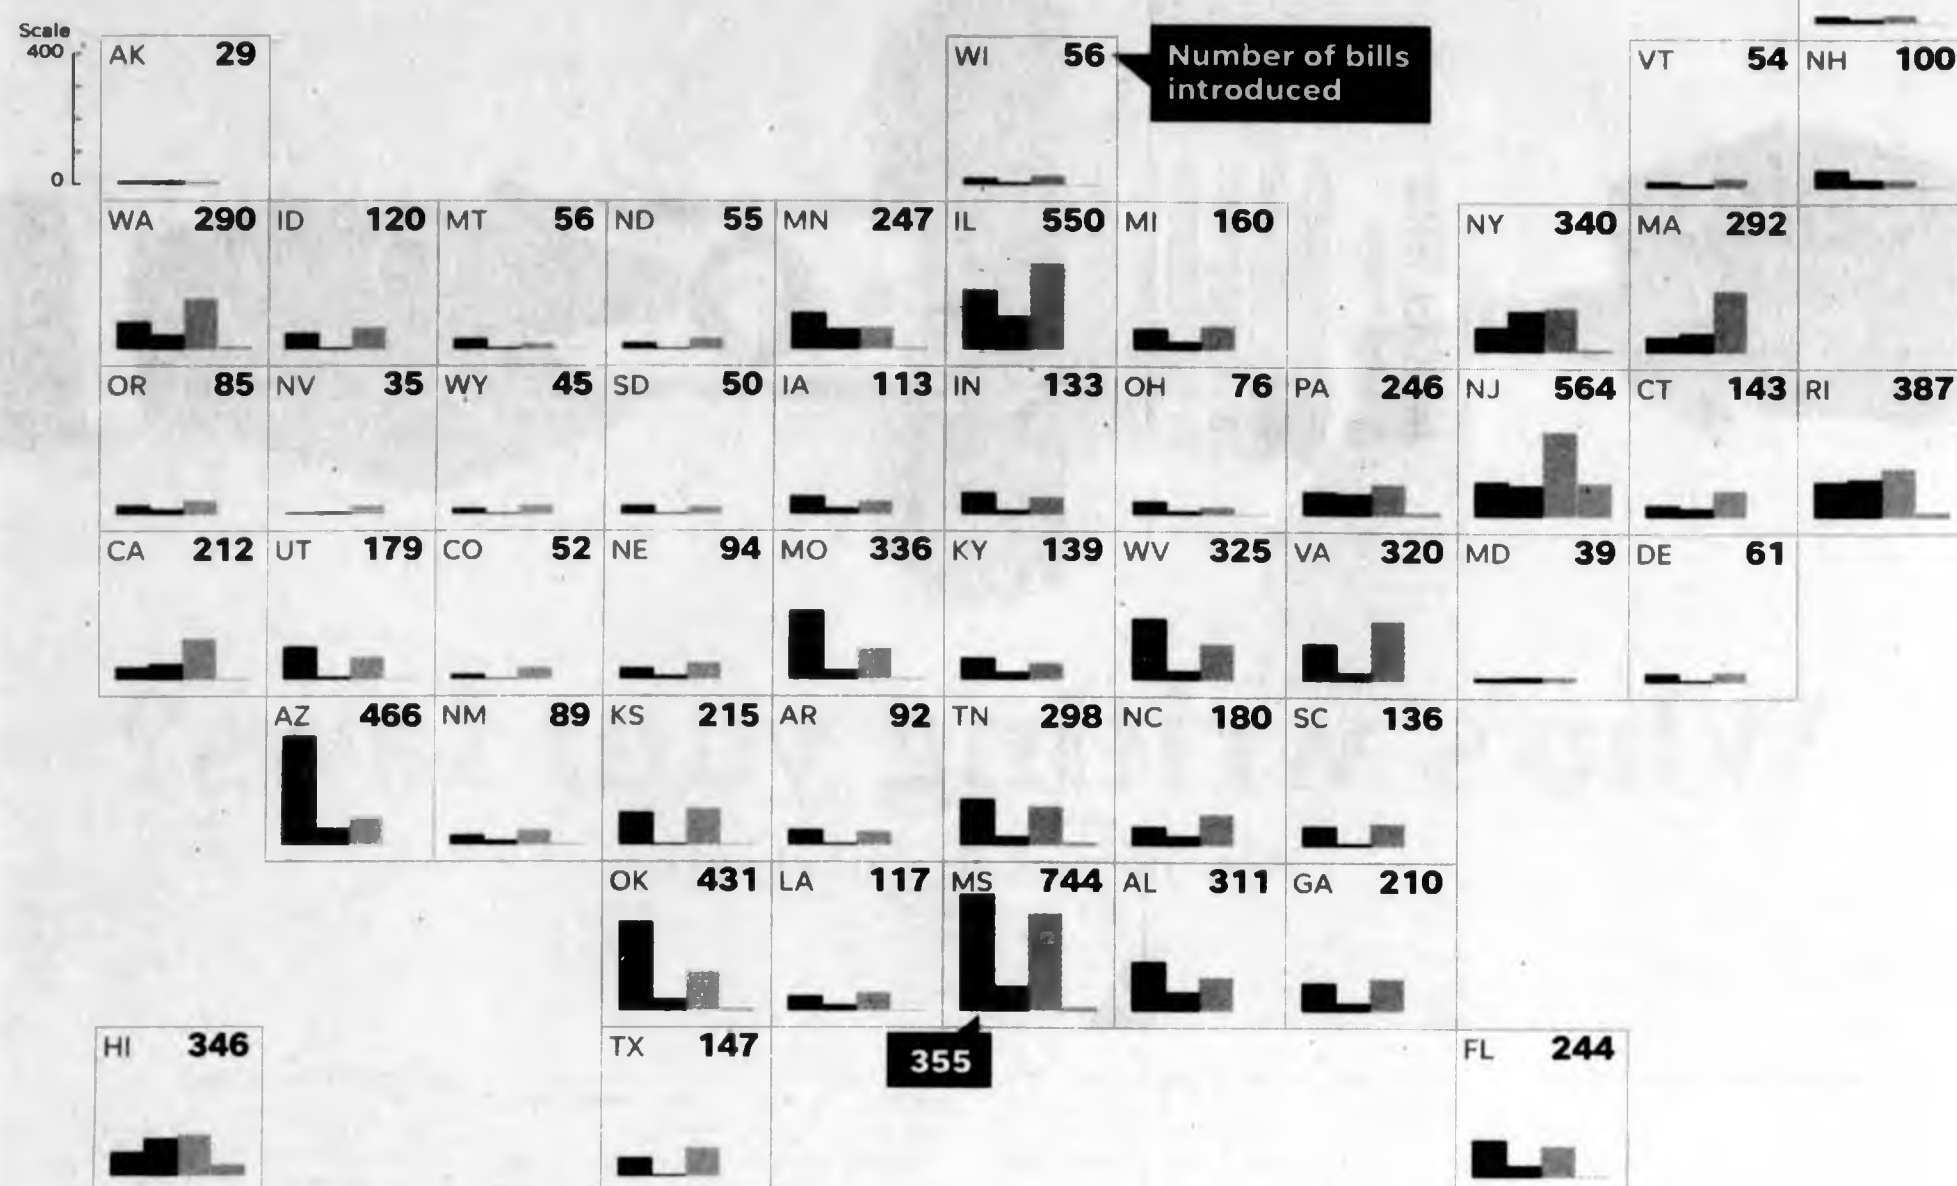 Scale
400
0
AK 29
WI 56
Number of bills
introduced
VT 54
NH 100
WA 290
ID 120
MT 56
ND 55
MN 247
IL 550
MI 160
NY 340
MA 292
OR 85
NV 35
WY 45
SD 50
IA 113
IN 133
OH 76
PA 246
NJ 564
CT 143
RI 387
CA 212
UT 179
CO 52
NE 94
MO 336
KY 139
WV 325
VA 320
MD 39
DE 61
AZ 466
NM 89
KS 215
AR 92
TN 298
NC 180
SC 136
OK 431
LA 117
MS 744
AL 311
GA 210
HI 346
TX 147
355
FL 244